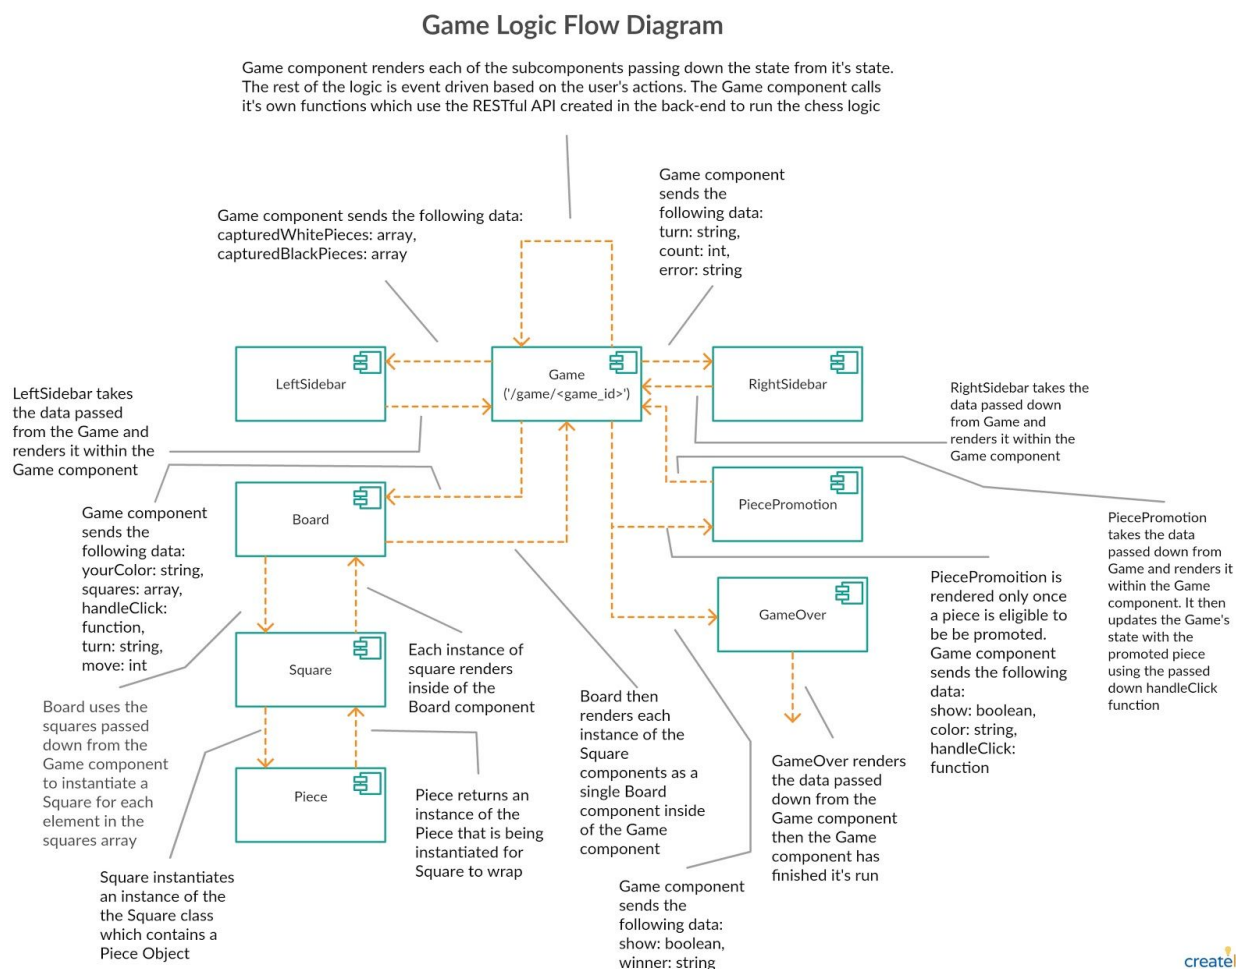 Game Logic Flow Diagram
Game component renders each of the subcomponents passing down the state from it's state.
The rest of the logic is event driven based on the user's actions. The Game component calls
it's own functions which use the RESTful API created in the back-end to run the chess logic
Game component sends the following data:
capturedWhitePieces: array,
capturedBlackPieces: array
Game component
sends the
following data:
turn: string,
count: int,
error: string
LeftSidebar
Game
('/game/<game_id>')
RightSidebar
LeftSidebar takes
the data passed
from the Game and
renders it within the
Game component
RightSidebar takes the
data passed down
from Game and
renders it within the
Game component
Board
PiecePromotion
Game component
sends the
following data:
yourColor: string,
squares: array,
handleClick:
function,
turn: string,
move: int
PiecePromotion
takes the data
passed down from
Game and renders it
within the Game
component. It then
updates the Game's
state with the
promoted piece
using the passed
down handleClick
function
PiecePromoition is
rendered only once
a piece is eligible to
be be promoted.
Game component
sends the following
data:
show: boolean,
color: string,
handleClick:
function
GameOver
Square
Each instance of
square renders
inside of the
Board component
Board uses the
squares passed
down from the
Game component
to instantiate a
Square for each
element in the
squares array
Board then
renders each
instance of the
Square
components as a
single Board
component inside
of the Game
component
GameOver renders
the data passed
down from the
Game component
then the Game
component has
finished it's run
Piece
Piece returns an
instance of the
Piece that is being
instantiated for
Square to wrap
Square instantiates
an instance of the
the Square class
which contains a
Piece Object
Game component
sends the
following data:
show: boolean,
winner: string
createl